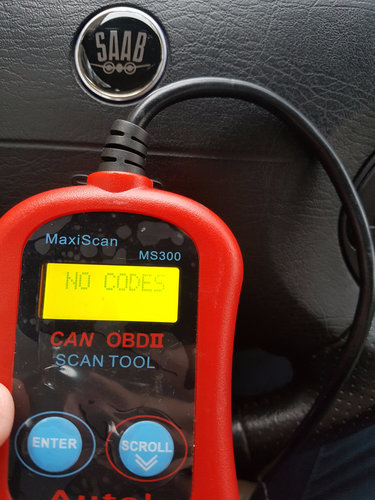 SAAB
MaxiScan
MS300
NO CODES
CAN OBDII
SCAN TOOL
ENTER
SCROLL